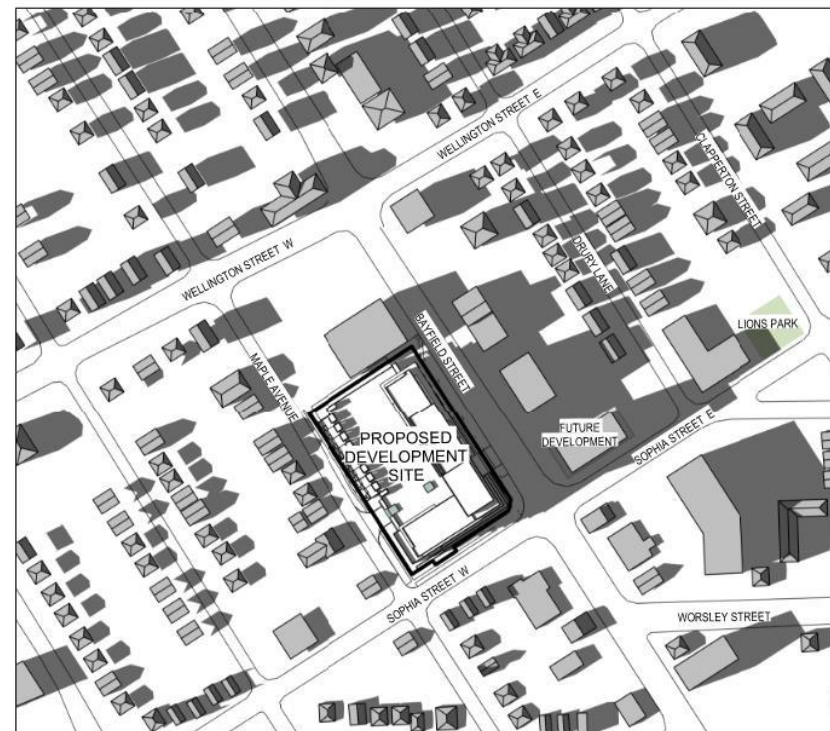 WELLINGTON STREET E
CLAPPERTON STREET
WELLINGTON STREET W
DRURY LANE
BAYFIELD STREET
LIONS PARK
MAPLE AVENUE
PROPOSED
DEVELOPMENT
SITE
FUTURE
DEVELOPMENT
SOPHIA STREET E
SOPHIA STREET W
WORSLEY STREET